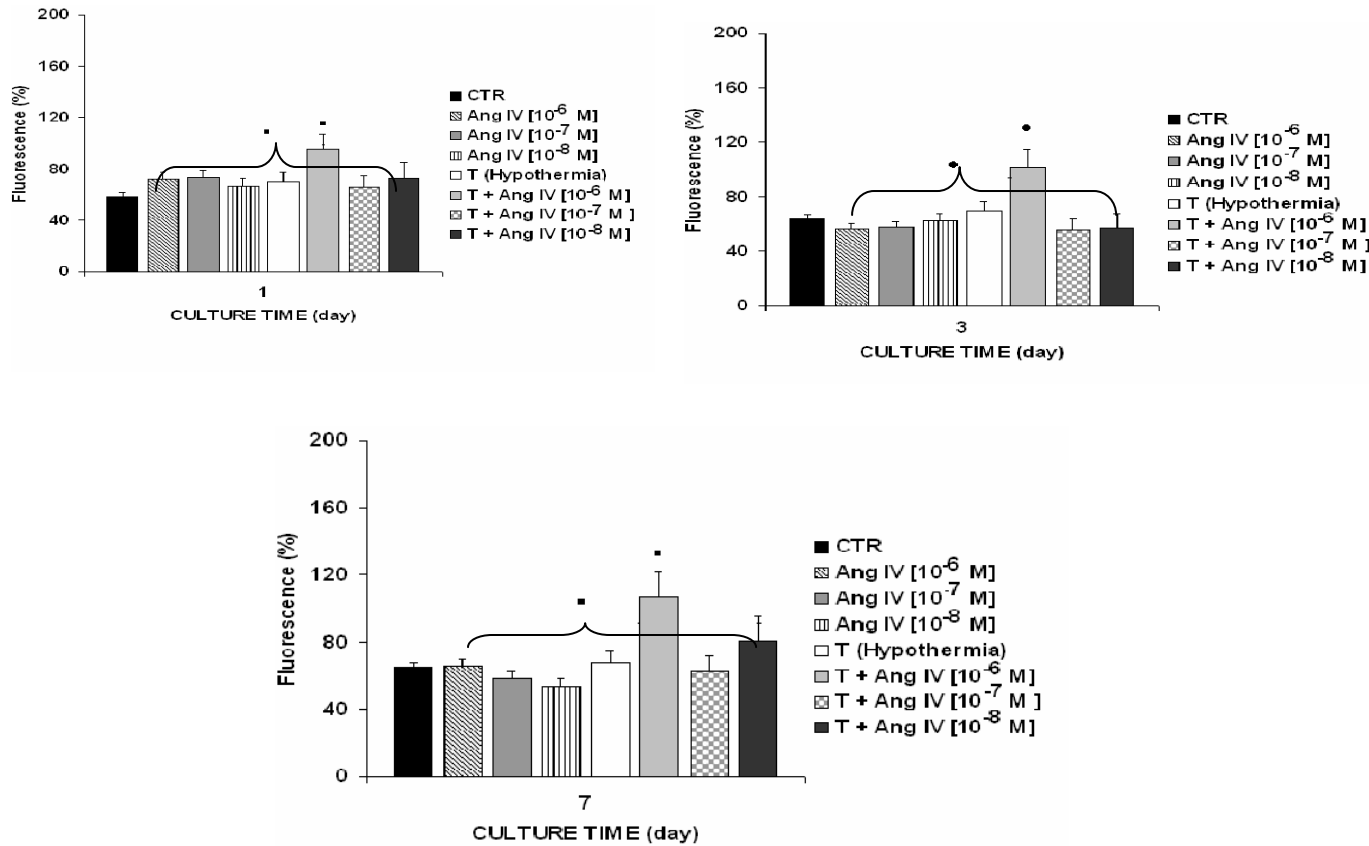 200
160
120
80
40
0
Fluorescence (%)
1
CULTURE TIME (day)
CTR
Ang IV [10⁻⁶ M]
Ang IV [10⁻⁷ M]
Ang IV [10⁻⁸ M]
T (Hypothermia)
T + Ang IV [10⁻⁶ M]
T + Ang IV [10⁻⁷ M ]
T + Ang IV [10⁻⁸ M]
200
160
120
80
40
0
Fluorescence (%)
3
CULTURE TIME (day)
CTR
Ang IV [10⁻⁶ M]
Ang IV [10⁻⁷ M]
Ang IV [10⁻⁸ M]
T (Hypothermia)
T + Ang IV [10⁻⁶ M]
T + Ang IV [10⁻⁷ M ]
T + Ang IV [10⁻⁸ M]
200
160
120
80
40
0
Fluorescence (%)
7
CULTURE TIME (day)
CTR
Ang IV [10⁻⁶ M]
Ang IV [10⁻⁷ M]
Ang IV [10⁻⁸ M]
T (Hypothermia)
T + Ang IV [10⁻⁶ M]
T + Ang IV [10⁻⁷ M ]
T + Ang IV [10⁻⁸ M]